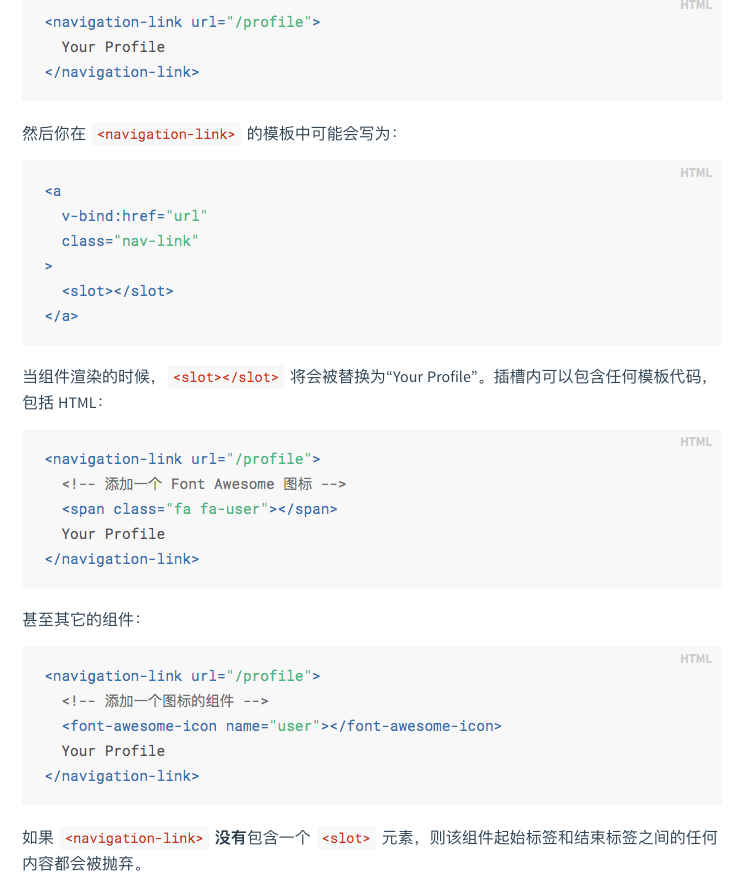 HTML
<navigation-link url="/profile">
  Your Profile
</navigation-link>
然后你在 <navigation-link> 的模板中可能会写为：
HTML
<a
  v-bind:href="url"
  class="nav-link"
>
  <slot></slot>
</a>
当组件渲染的时候，<slot></slot> 将会被替换为“Your Profile”。插槽内可以包含任何模板代码，
包括 HTML：
HTML
<navigation-link url="/profile">
  <!-- 添加一个 Font Awesome 图标 -->
  <span class="fa fa-user"></span>
  Your Profile
</navigation-link>
甚至其它的组件：
HTML
<navigation-link url="/profile">
  <!-- 添加一个图标的组件 -->
  <font-awesome-icon name="user"></font-awesome-icon>
  Your Profile
</navigation-link>
如果 <navigation-link> 没有包含一个 <slot> 元素，则该组件起始标签和结束标签之间的任何
内容都会被抛弃。